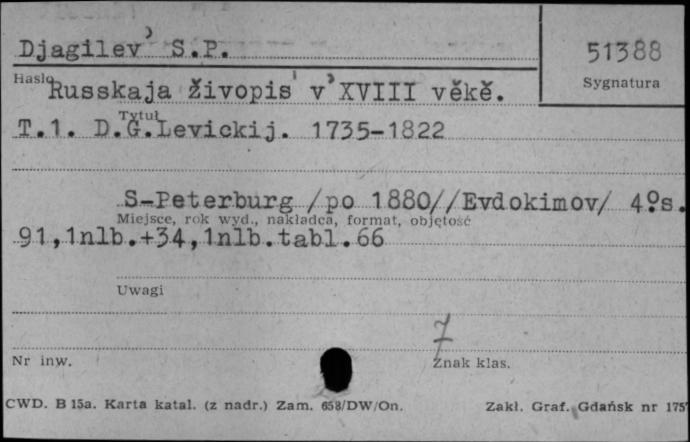 Djagilev' S.P.
51388
Hasło
Sygnatura
Russkaja živopis' v' XVIII věkě.
Tytuł
T.1. D.G.Levickij. 1735-1822
S-Peterburg /po 1880//Evdokimov/ 4º s.
Miejsce, rok wyd., nakładca, format, objętość
91,1nlb.+34,1nlb.tabl.66
Uwagi
7
Nr inw.
Znak klas.
CWD. B 15a. Karta katal. (z nadr.) Zam. 658/DW/On.
Zakł. Graf. Gdańsk nr 175